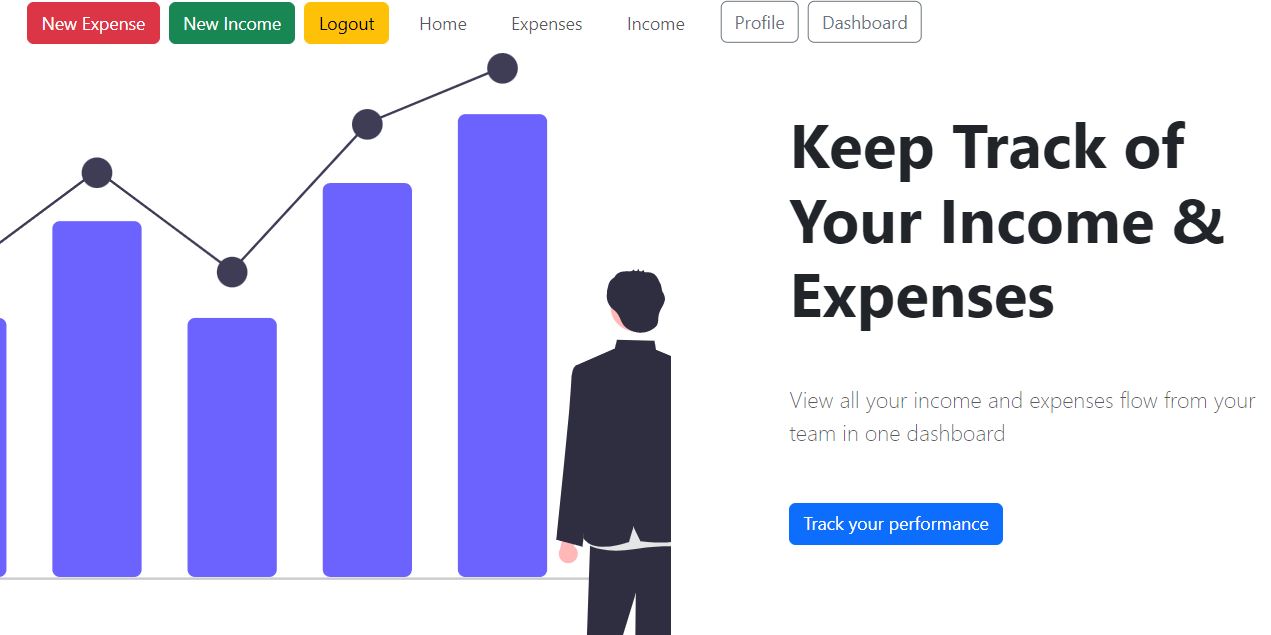 New Expense New Income Logout Home Expenses Income Profile Dashboard
Keep Track of
Your Income &
Expenses
View all your income and expenses flow from your
team in one dashboard
Track your performance